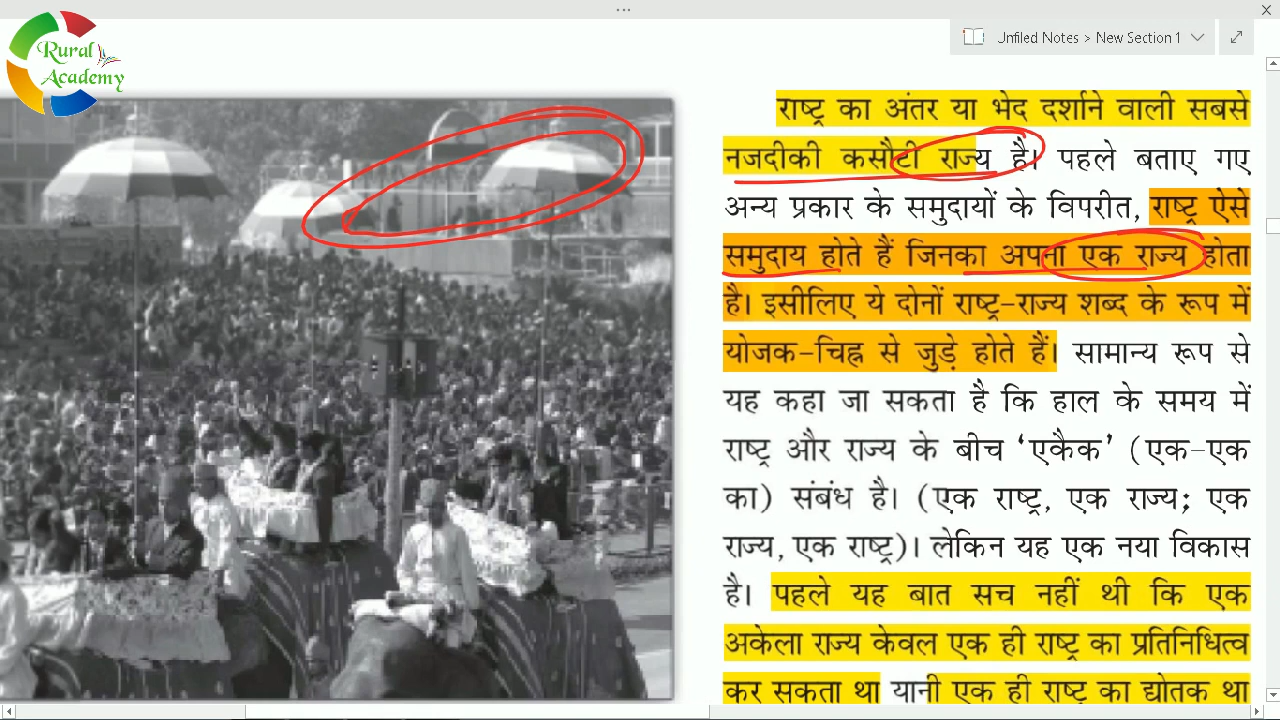 Rural
Academy
Unfiled Notes > New Section 1
राष्ट्र का अंतर या भेद दर्शाने वाली सबसे
नजदीकी कसौटी राज्य है। पहले बताए गए
अन्य प्रकार के समुदायों के विपरीत, राष्ट्र ऐसे
समुदाय होते हैं जिनका अपना एक राज्य होता
है। इसीलिए ये दोनों राष्ट्र-राज्य शब्द के रूप में
योजक-चिह्न से जुड़े होते हैं। सामान्य रूप से
यह कहा जा सकता है कि हाल के समय में
राष्ट्र और राज्य के बीच ‘एकैक’ (एक-एक
का) संबंध है। (एक राष्ट्र, एक राज्य; एक
राज्य, एक राष्ट्र)। लेकिन यह एक नया विकास
है। पहले यह बात सच नहीं थी कि एक
अकेला राज्य केवल एक ही राष्ट्र का प्रतिनिधित्व
कर सकता था यानी एक ही राष्ट्र का द्योतक था